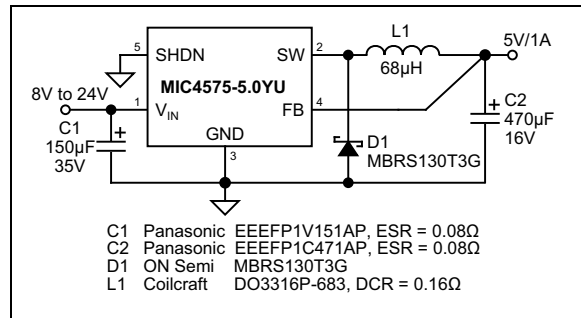 L1
5V/1A
5
SHDN
SW
2
68μH
MIC4575-5.0YU
8V to 24V
1
VIN
FB
4
C2
470μF
16V
C1
150μF
35V
GND
3
D1
MBRS130T3G
C1 Panasonic EEEFP1V151AP, ESR = 0.08Ω
C2 Panasonic EEEFP1C471AP, ESR = 0.08Ω
D1 ON Semi MBRS130T3G
L1 Coilcraft DO3316P-683, DCR = 0.16Ω